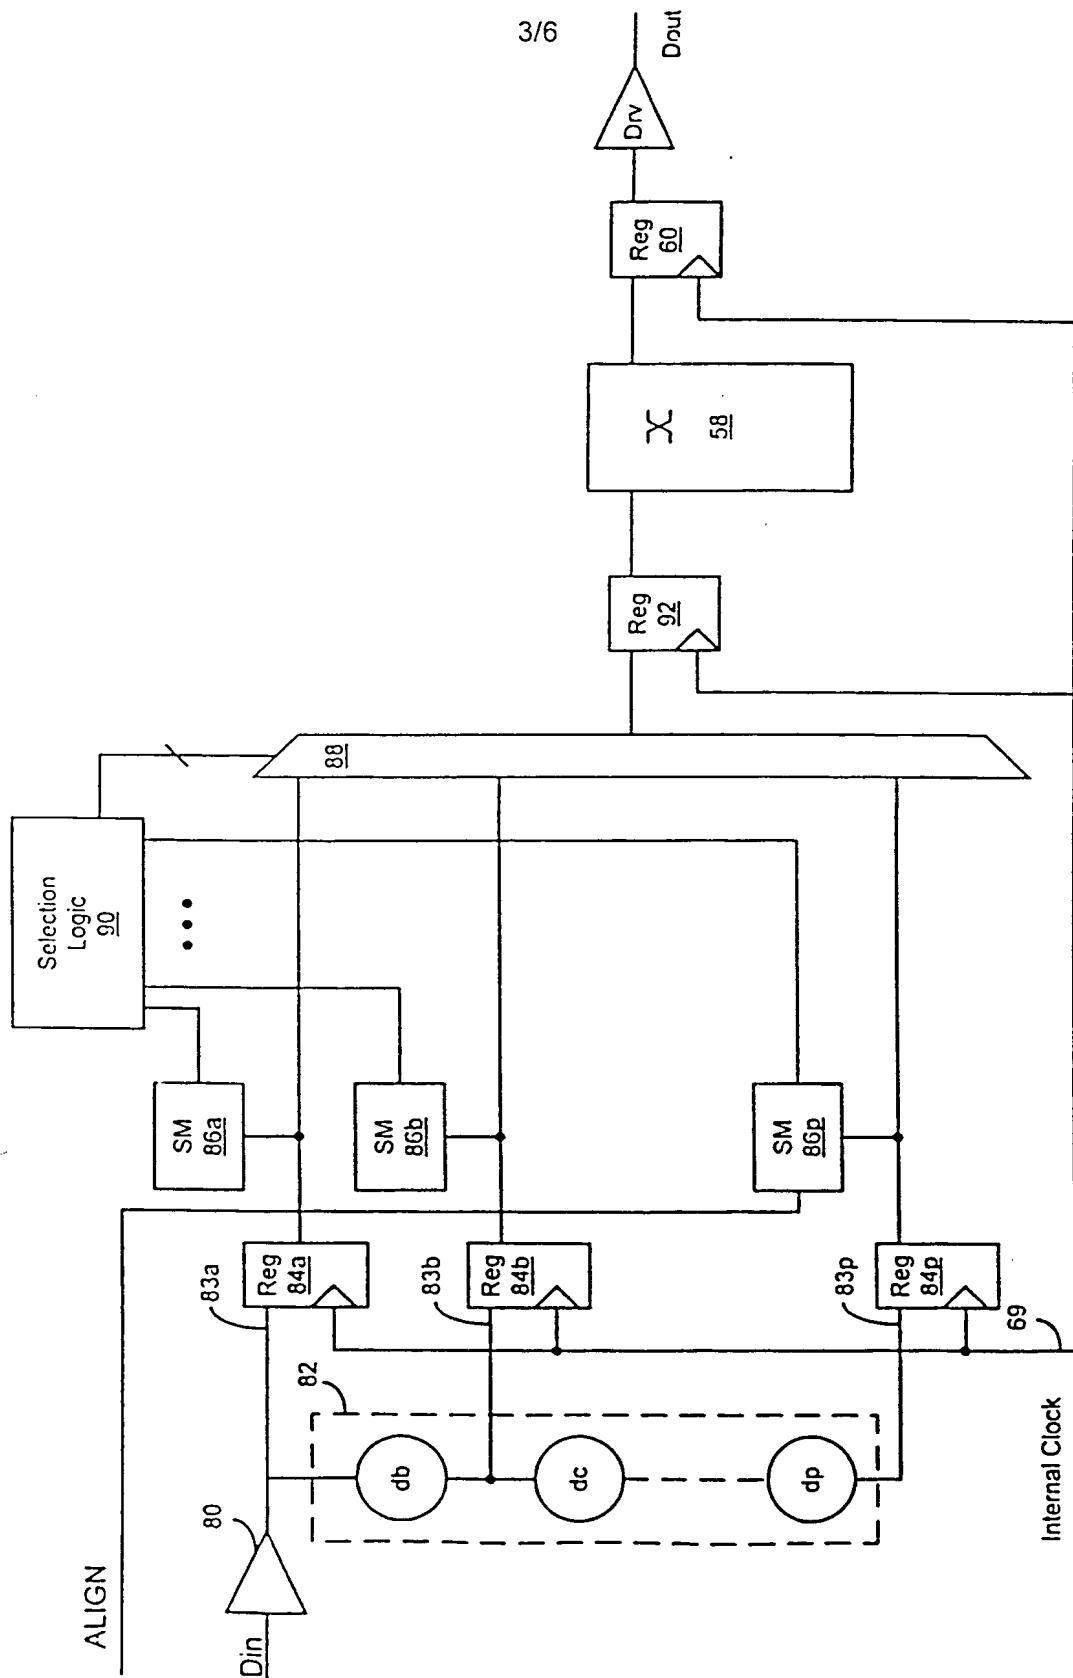 3/6
ALIGN
Din
80
82
db
dc
dp
83a
83b
83p
Reg
84a
Reg
84b
Reg
84p
69
Internal Clock
SM
86a
SM
86b
SM
86p
Selection
Logic
90
88
Reg
92
58
Reg
60
Drv
Dout